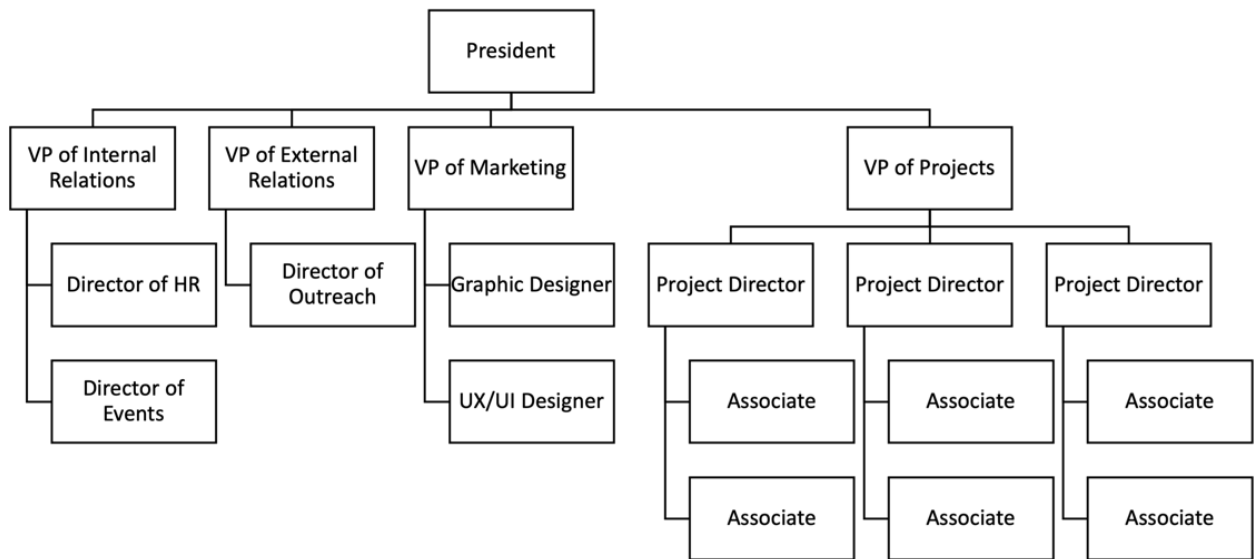 President
VP of Internal
Relations
VP of External
Relations
VP of Marketing
VP of Projects
Director of HR
Director of
Outreach
Graphic Designer
Project Director
Project Director
Project Director
Director of
Events
UX/UI Designer
Associate
Associate
Associate
Associate
Associate
Associate